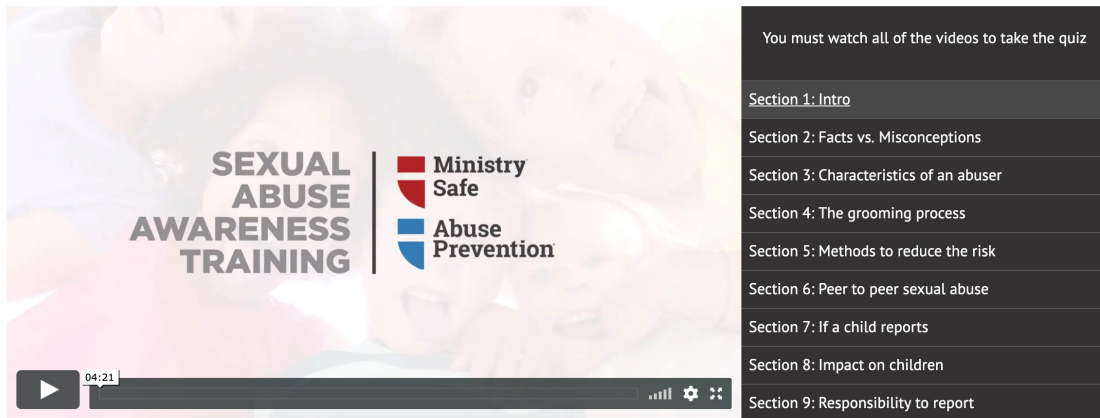 SEXUAL
ABUSE
AWARENESS
TRAINING
Ministry
Safe
Abuse
Prevention
04:21
You must watch all of the videos to take the quiz
Section 1: Intro
Section 2: Facts vs. Misconceptions
Section 3: Characteristics of an abuser
Section 4: The grooming process
Section 5: Methods to reduce the risk
Section 6: Peer to peer sexual abuse
Section 7: If a child reports
Section 8: Impact on children
Section 9: Responsibility to report